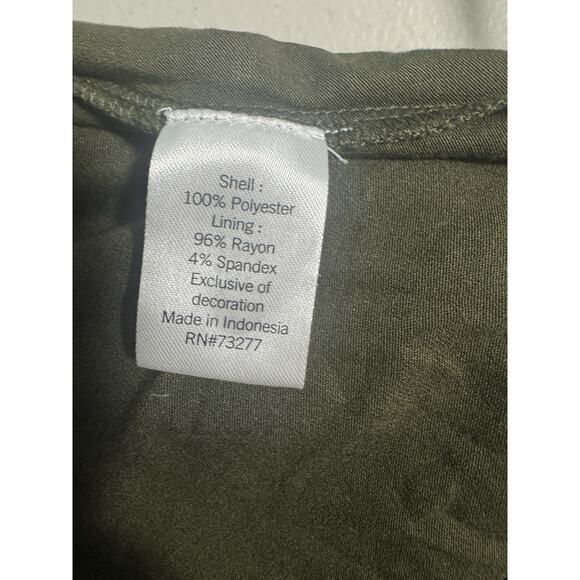 Shell :
100% Polyester
Lining :
96% Rayon
4% Spandex
Exclusive of
decoration
Made in Indonesia
RN#73277